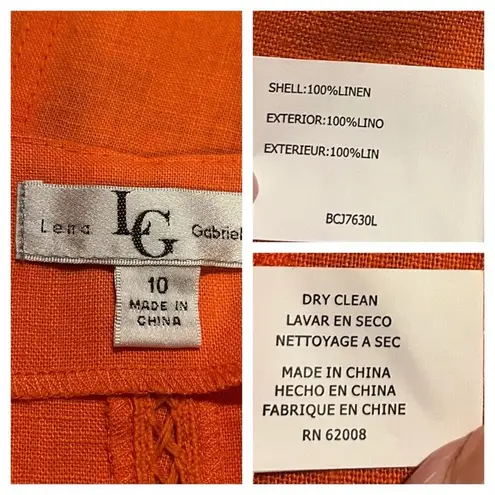 Lena LG Gabriel
10
MADE IN
CHINA
SHELL:100%LINEN
EXTERIOR:100%LINO
EXTERIEUR:100%LIN
BCJ7630L
DRY CLEAN
LAVAR EN SECO
NETTOYAGE A SEC
MADE IN CHINA
HECHO EN CHINA
FABRIQUE EN CHINE
RN 62008